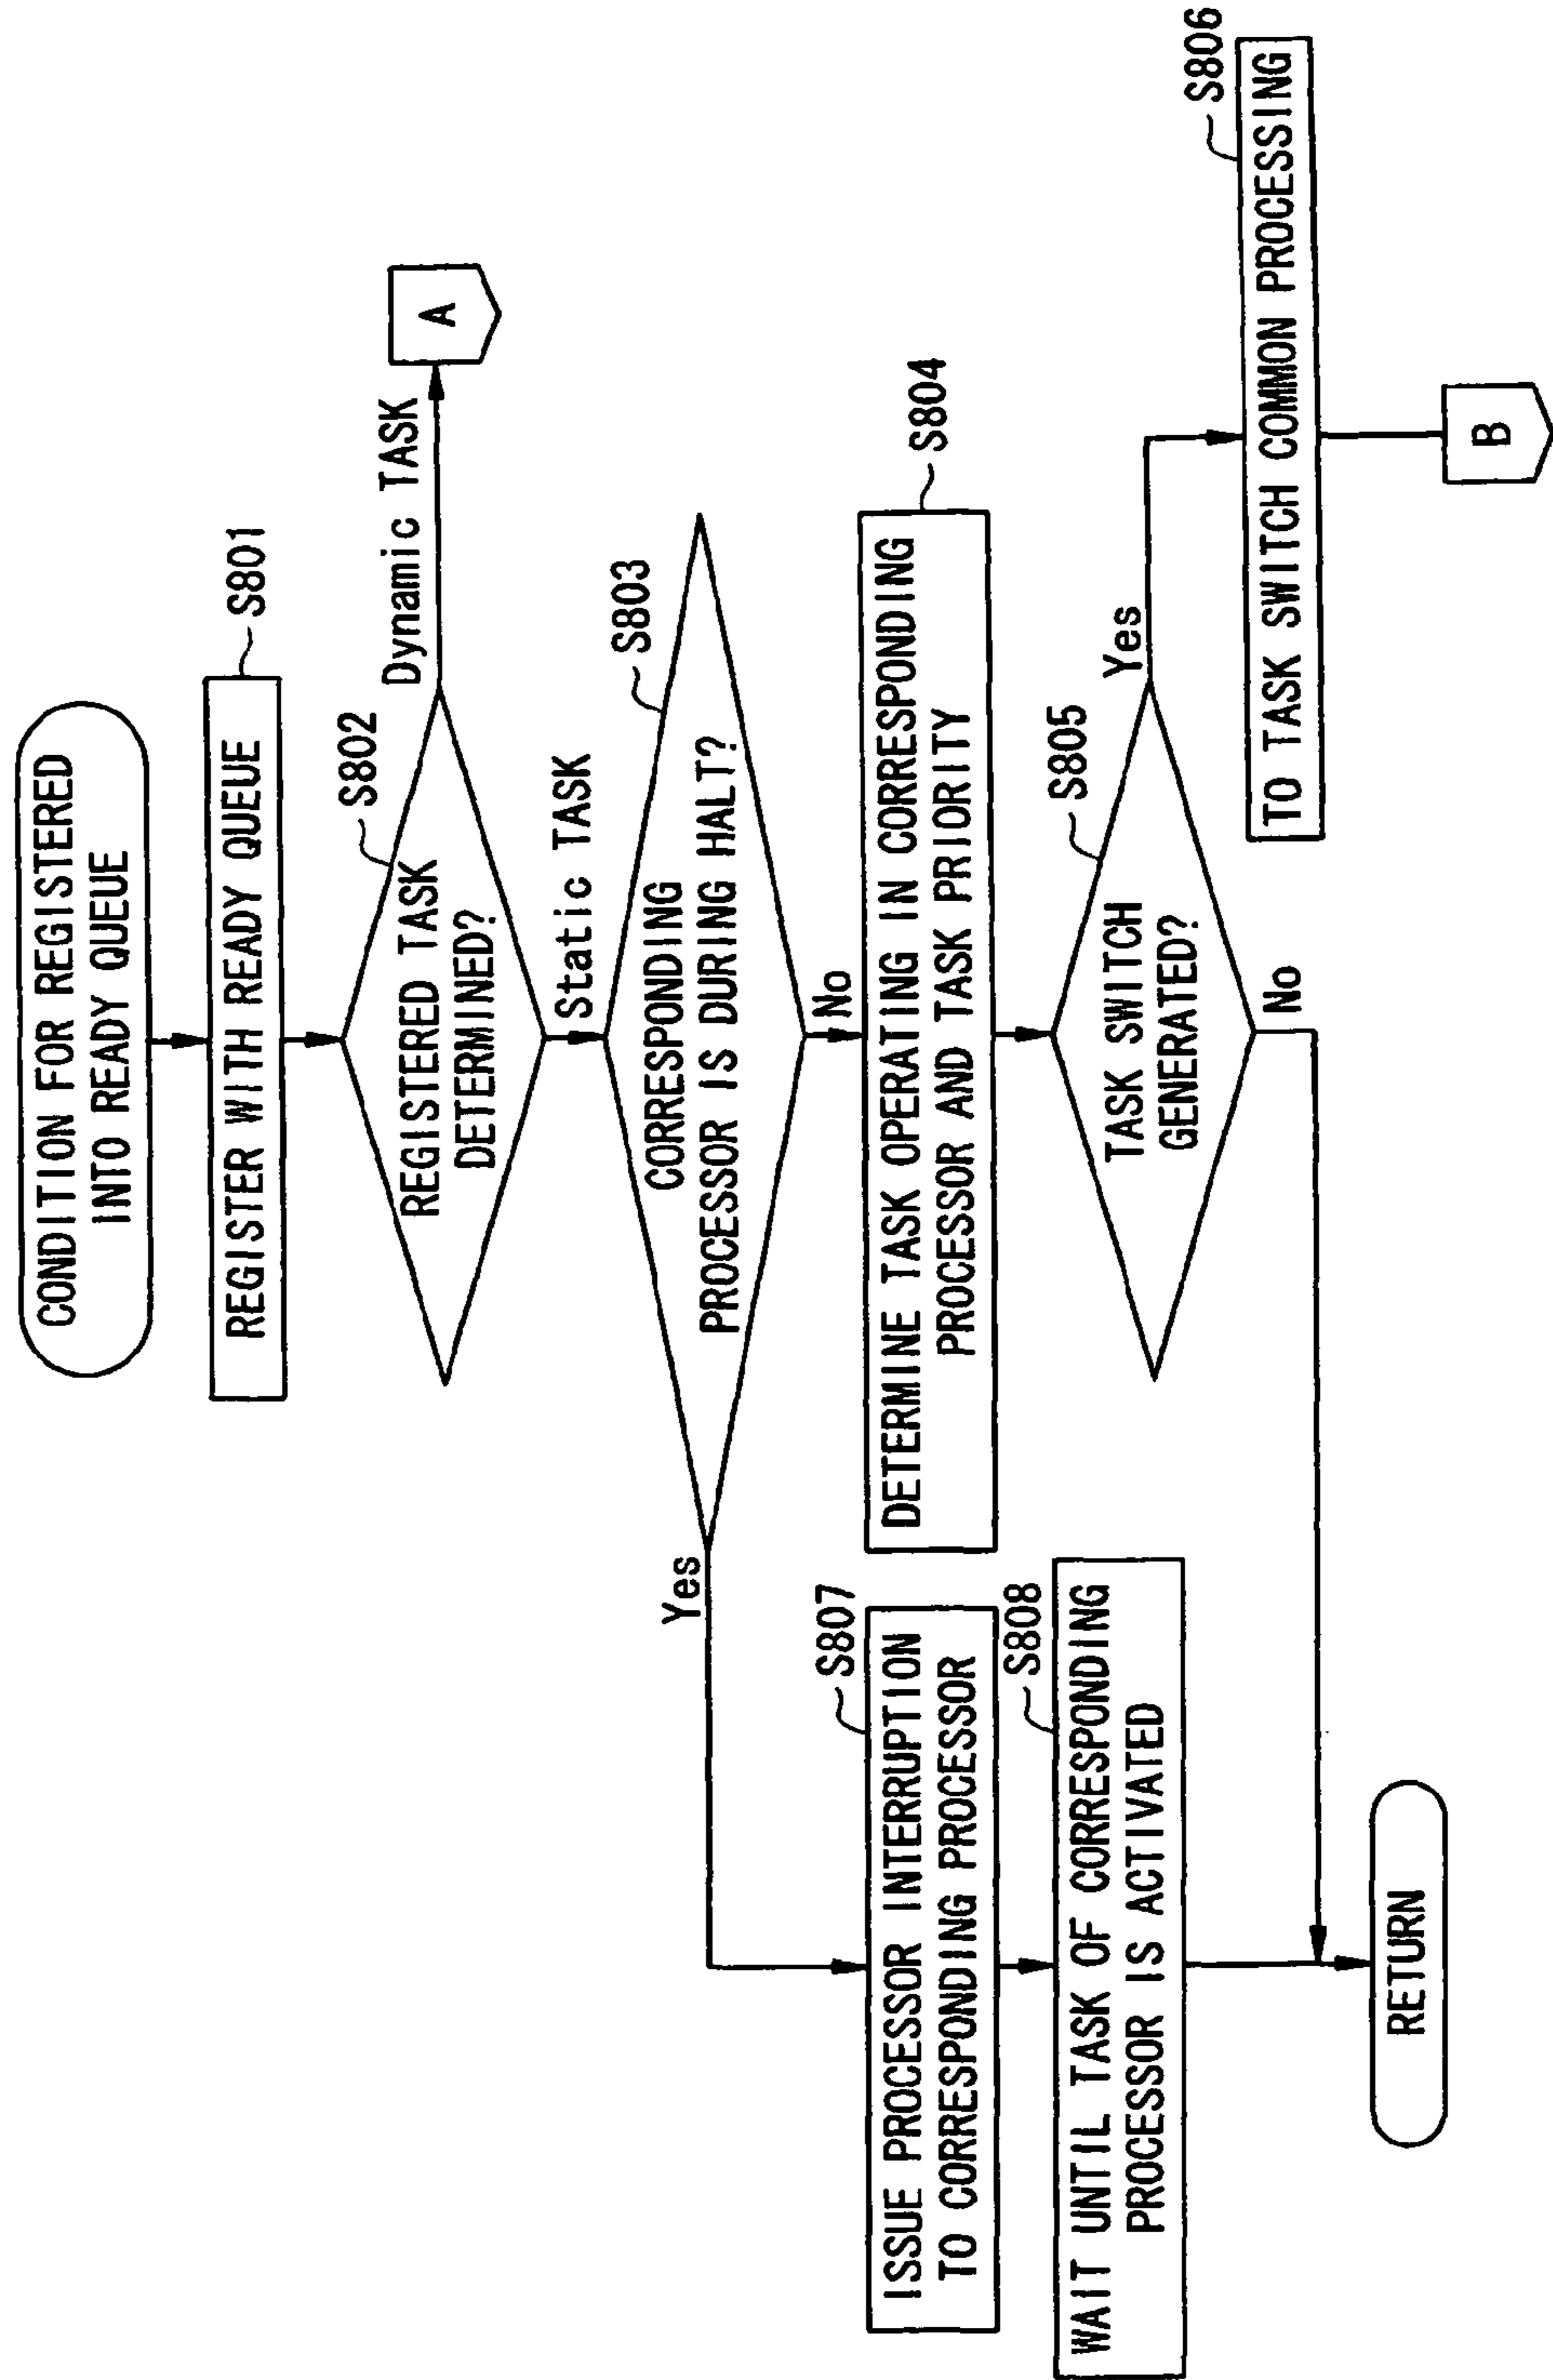 CONDITION FOR REGISTERED
INTO READY QUEUE
S801
REGISTER WITH READY QUEUE
S802
REGISTERED TASK
DETERMINED?
Dynamic TASK
A
Static TASK
S803
CORRESPONDING
PROCESSOR IS DURING HALT?
Yes
No
S804
DETERMINE TASK OPERATING IN CORRESPONDING
PROCESSOR AND TASK PRIORITY
S805
TASK SWITCH
GENERATED?
Yes
No
S806
TO TASK SWITCH COMMON PROCESSING
B
S807
ISSUE PROCESSOR INTERRUPTION
TO CORRESPONDING PROCESSOR
S808
WAIT UNTIL TASK OF CORRESPONDING
PROCESSOR IS ACTIVATED
RETURN